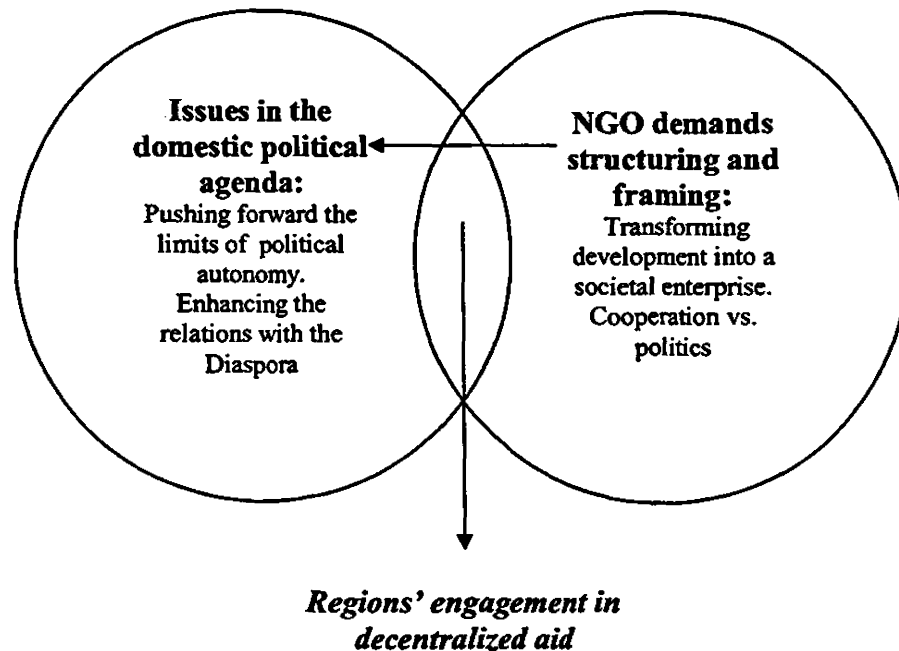 Issues in the
domestic political
agenda:
Pushing forward the
limits of political
autonomy.
Enhancing the
relations with the
Diaspora
NGO demands
structuring and
framing:
Transforming
development into a
societal enterprise.
Cooperation vs.
politics
Regions' engagement in
decentralized aid